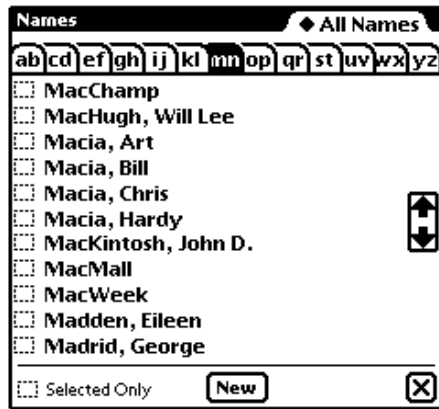 Names ◆ All Names
ab cd ef gh ij kl mn op qr st uv wx yz
MacChamp
MacHugh, Will Lee
Macia, Art
Macia, Bill
Macia, Chris
Macia, Hardy
MacKintosh, John D.
MacMall
MacWeek
Madden, Eileen
Madrid, George
Selected Only New